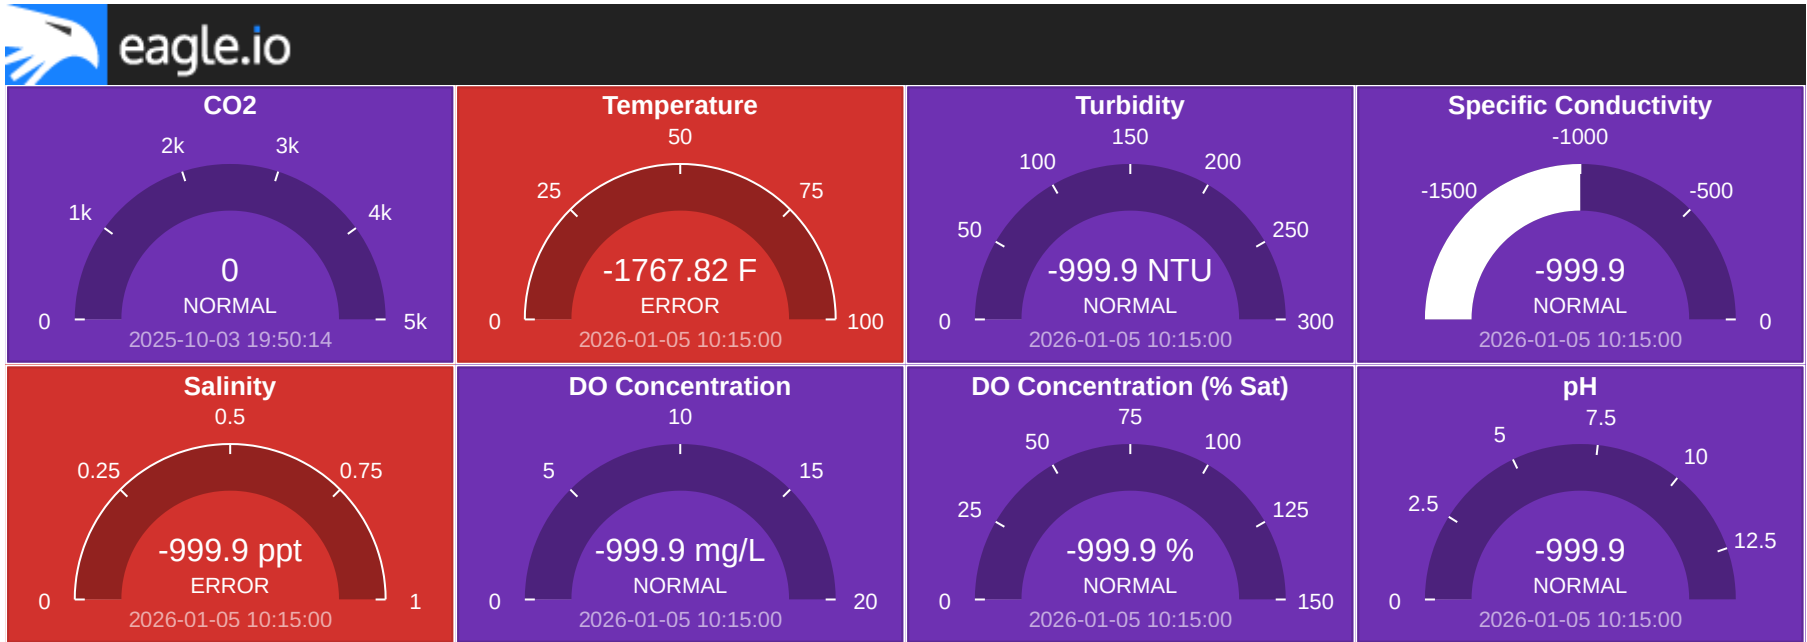 eagle.io
CO2
2k
3k
1k
4k
0
NORMAL
0
5k
2025-10-03 19:50:14
Temperature
50
25
75
-1767.82 F
ERROR
0
100
2026-01-05 10:15:00
Turbidity
150
100
200
50
250
-999.9 NTU
NORMAL
0
300
2026-01-05 10:15:00
Specific Conductivity
-1000
-1500
-500
-999.9
NORMAL
0
2026-01-05 10:15:00
Salinity
0.5
0.25
0.75
-999.9 ppt
ERROR
0
1
2026-01-05 10:15:00
DO Concentration
10
5
15
-999.9 mg/L
NORMAL
0
20
2026-01-05 10:15:00
DO Concentration (% Sat)
75
50
100
25
125
-999.9 %
NORMAL
0
150
2026-01-05 10:15:00
pH
7.5
5
10
2.5
12.5
-999.9
NORMAL
0
2026-01-05 10:15:00